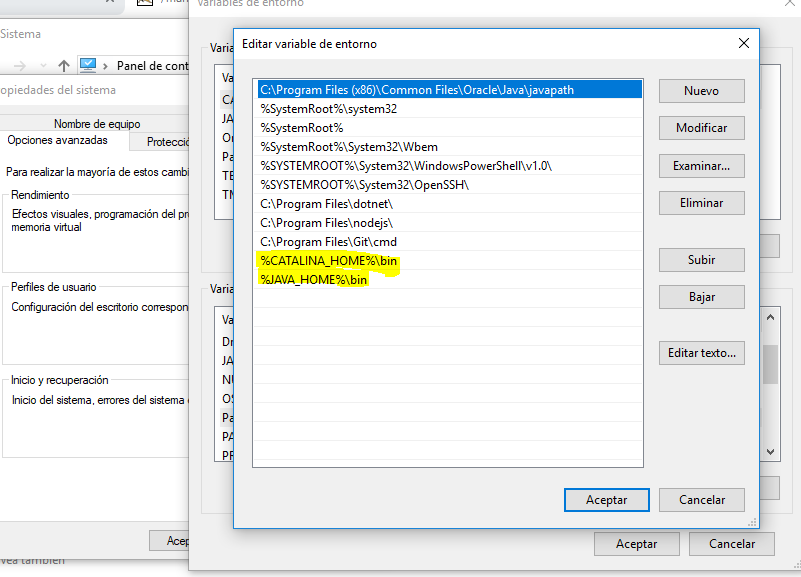 Variables de entorno
Sistema
Panel de cont
opiedades del sistema
Nombre de equipo
Opciones avanzadas
Protecció
Para realizar la mayoría de estos cambi
Rendimiento
Efectos visuales, programación del pr
memoria virtual
Perfiles de usuario
Configuración del escritorio correspon
Inicio y recuperación
Inicio del sistema, errores del sistema
Acep
Vea también
Varia
Va
CA
JA
Or
Pa
TE
TM
Varial
Va
Dr
JA
NU
OS
Pa
PA
PR
Editar variable de entorno
C:\Program Files (x86)\Common Files\Oracle\Java\javapath
%SystemRoot%\system32
%SystemRoot%
%SystemRoot%\System32\Wbem
%SYSTEMROOT%\System32\WindowsPowerShell\v1.0\
%SYSTEMROOT%\System32\OpenSSH\
C:\Program Files\dotnet\
C:\Program Files\nodejs\
C:\Program Files\Git\cmd
%CATALINA_HOME%\bin
%JAVA_HOME%\bin
Nuevo
Modificar
Examinar...
Eliminar
Subir
Bajar
Editar texto...
Aceptar
Cancelar
Aceptar
Cancelar